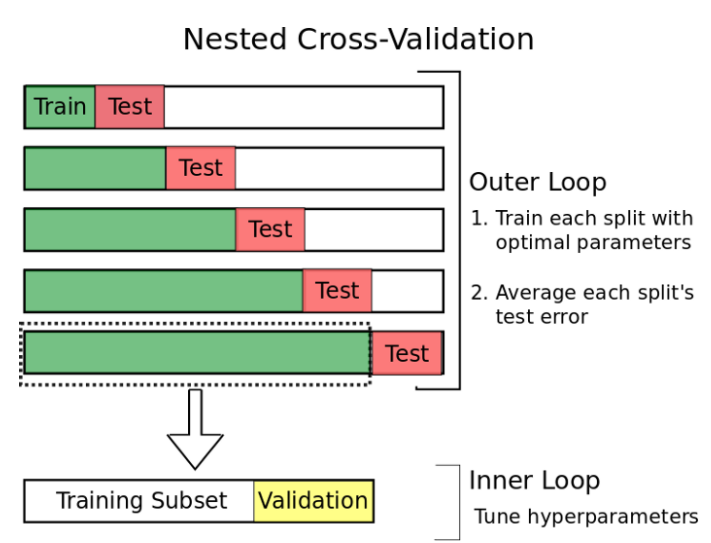 Nested Cross-Validation
Train Test
Test
Test
Test
Test
Outer Loop
1. Train each split with
optimal parameters
2. Average each split's
test error
Training Subset Validation
Inner Loop
Tune hyperparameters